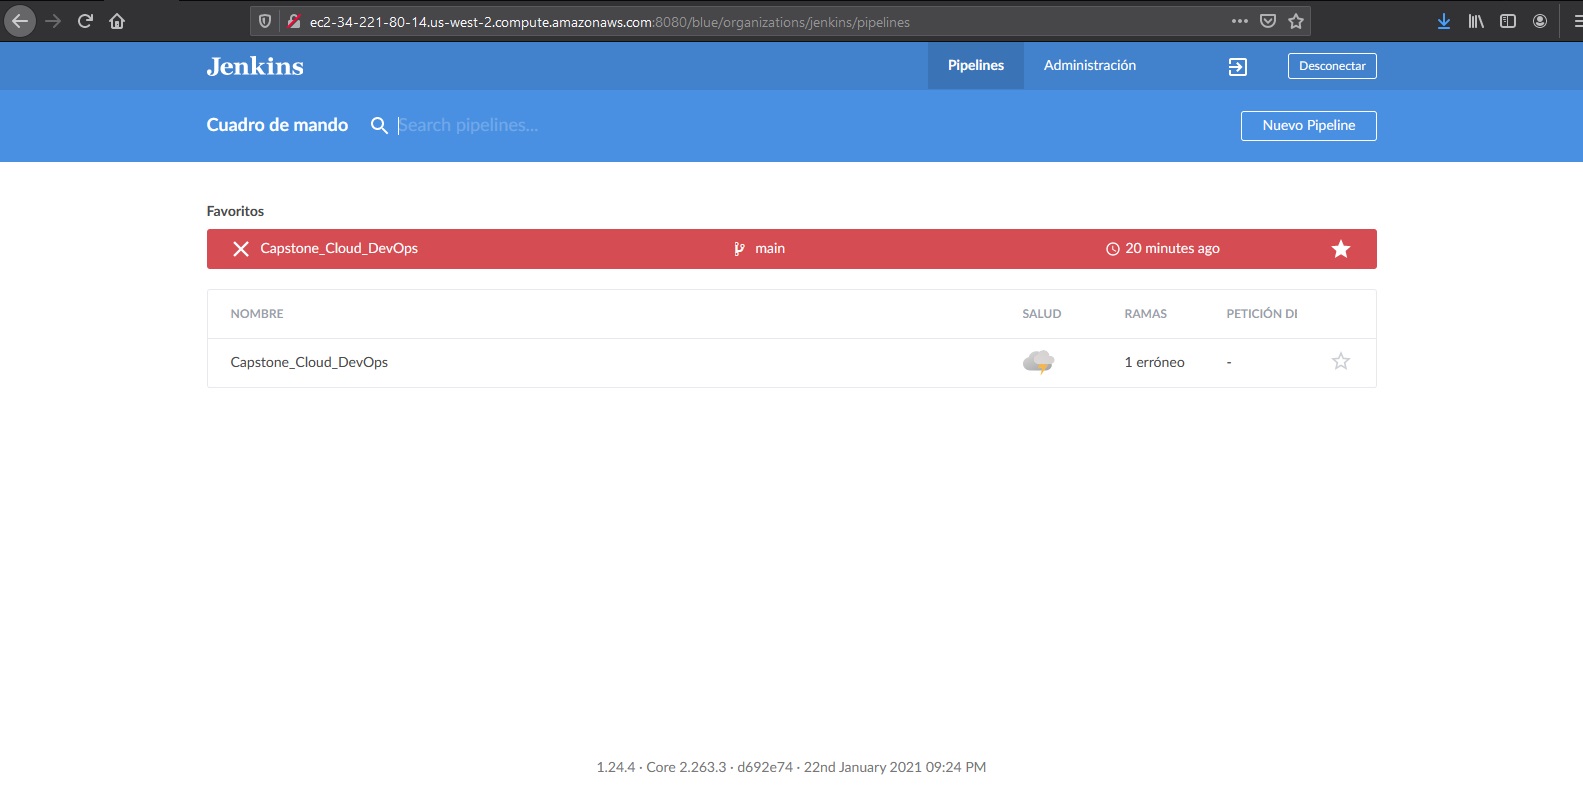 ec2-34-221-80-14.us-west-2.compute.amazonaws.com:8080/blue/organizations/jenkins/pipelines
Jenkins Pipelines Administración Desconectar
Cuadro de mando Search pipelines... Nuevo Pipeline
Favoritos
Capstone_Cloud_DevOps main 20 minutes ago
NOMBRE SALUD RAMAS PETICIÓN DI
Capstone_Cloud_DevOps 1 erróneo -
1.24.4 · Core 2.263.3 · d692e74 · 22nd January 2021 09:24 PM